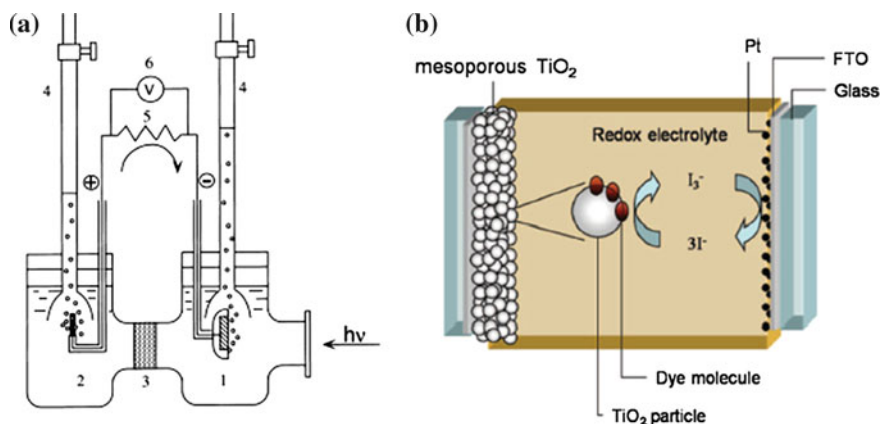 (a)
6
4
V
4
5
⊕
⊖
hν
2
3
1
(b)
Pt
FTO
mesoporous TiO₂
Glass
Redox electrolyte
I₃⁻
3I⁻
Dye molecule
TiO₂ particle